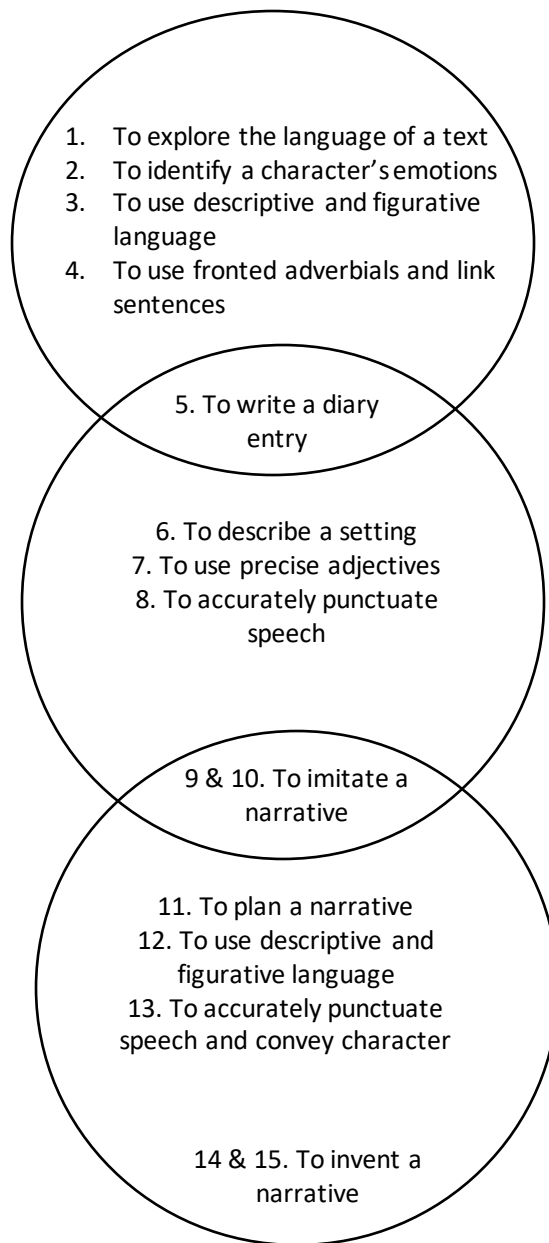 1. To explore the language of a text
2. To identify a character’s emotions
3. To use descriptive and figurative
language
4. To use fronted adverbials and link
sentences
5. To write a diary
entry
6. To describe a setting
7. To use precise adjectives
8. To accurately punctuate
speech
9 & 10. To imitate a
narrative
11. To plan a narrative
12. To use descriptive and
figurative language
13. To accurately punctuate
speech and convey character
14 & 15. To invent a
narrative